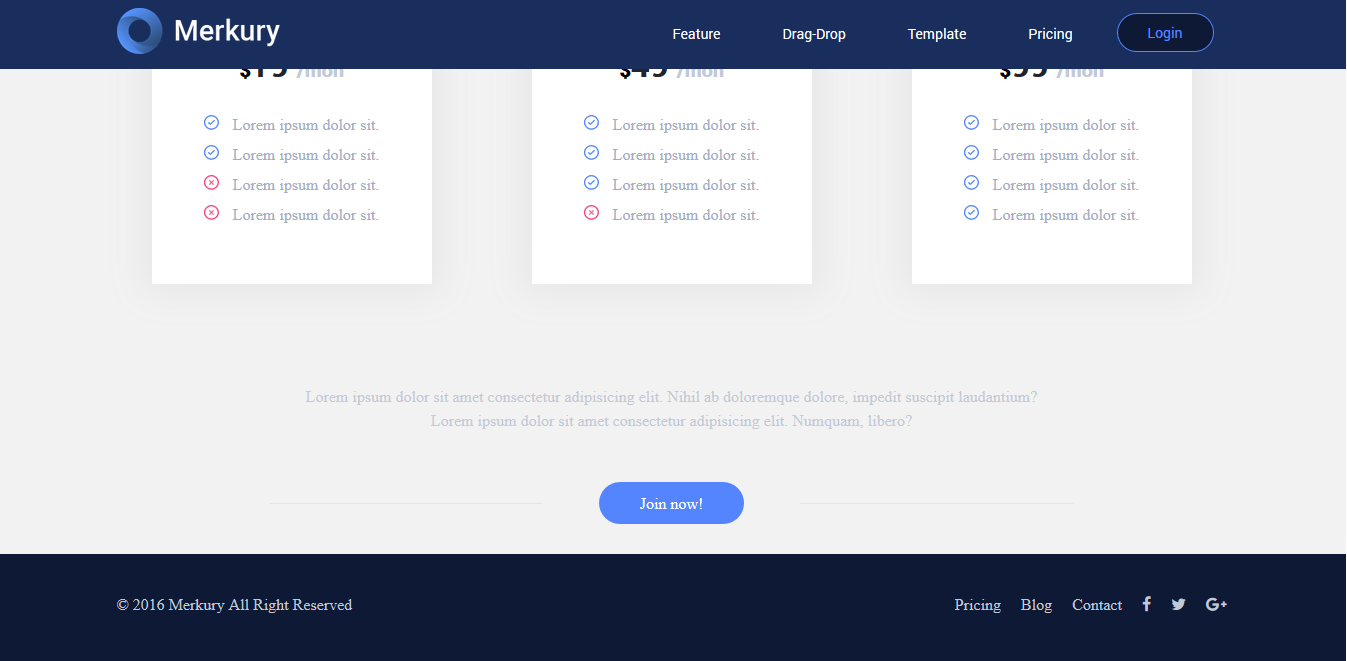 Merkury
Feature Drag-Drop Template Pricing Login
/mon /mon /mon
Lorem ipsum dolor sit. Lorem ipsum dolor sit. Lorem ipsum dolor sit.
Lorem ipsum dolor sit. Lorem ipsum dolor sit. Lorem ipsum dolor sit.
Lorem ipsum dolor sit. Lorem ipsum dolor sit. Lorem ipsum dolor sit.
Lorem ipsum dolor sit. Lorem ipsum dolor sit. Lorem ipsum dolor sit.
Lorem ipsum dolor sit amet consectetur adipisicing elit. Nihil ab doloremque dolore, impedit suscipit laudantium?
Lorem ipsum dolor sit amet consectetur adipisicing elit. Numquam, libero?
Join now!
© 2016 Merkury All Right Reserved
Pricing Blog Contact